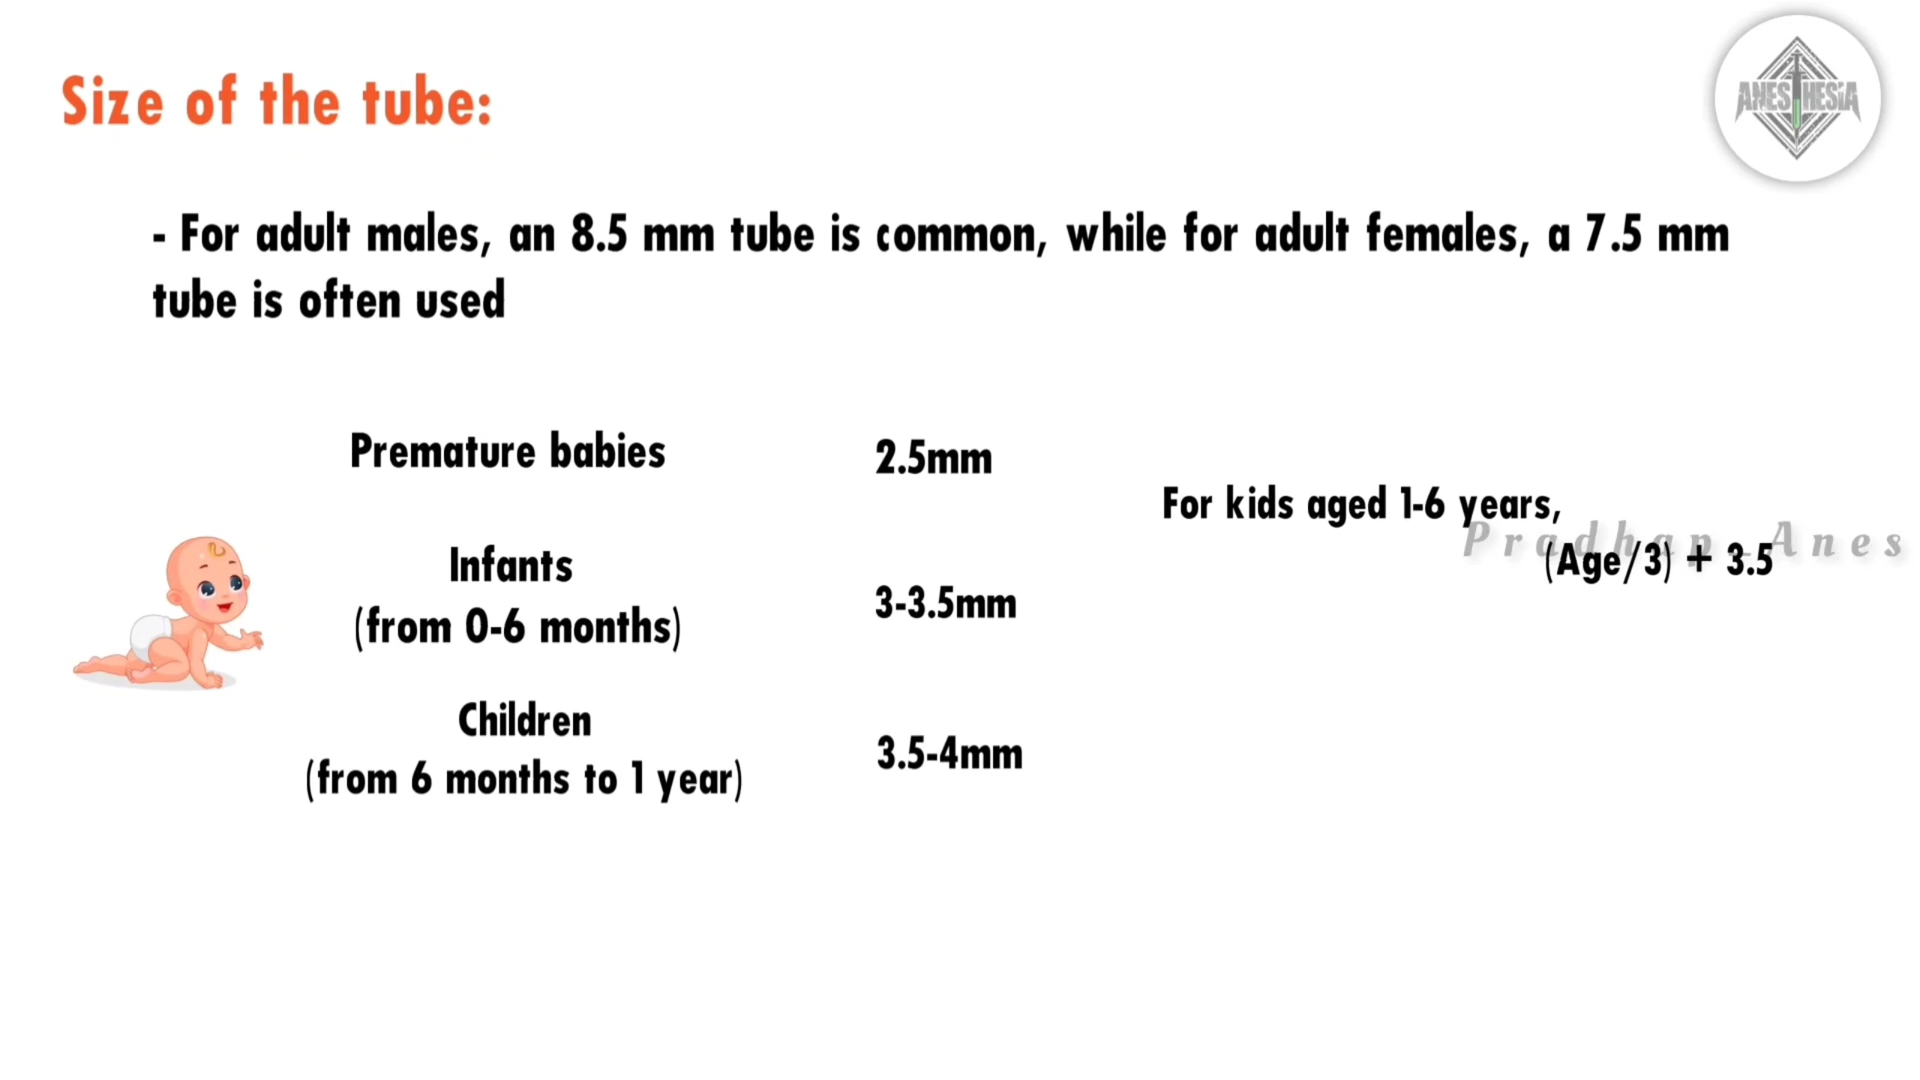 Size of the tube:
ANESTHESiA
- For adult males, an 8.5 mm tube is common, while for adult females, a 7.5 mm
tube is often used
Premature babies
2.5mm
Infants
(from 0-6 months)
3-3.5mm
Children
(from 6 months to 1 year)
3.5-4mm
For kids aged 1-6 years,
(Age/3) + 3.5
Pradhan_Anes